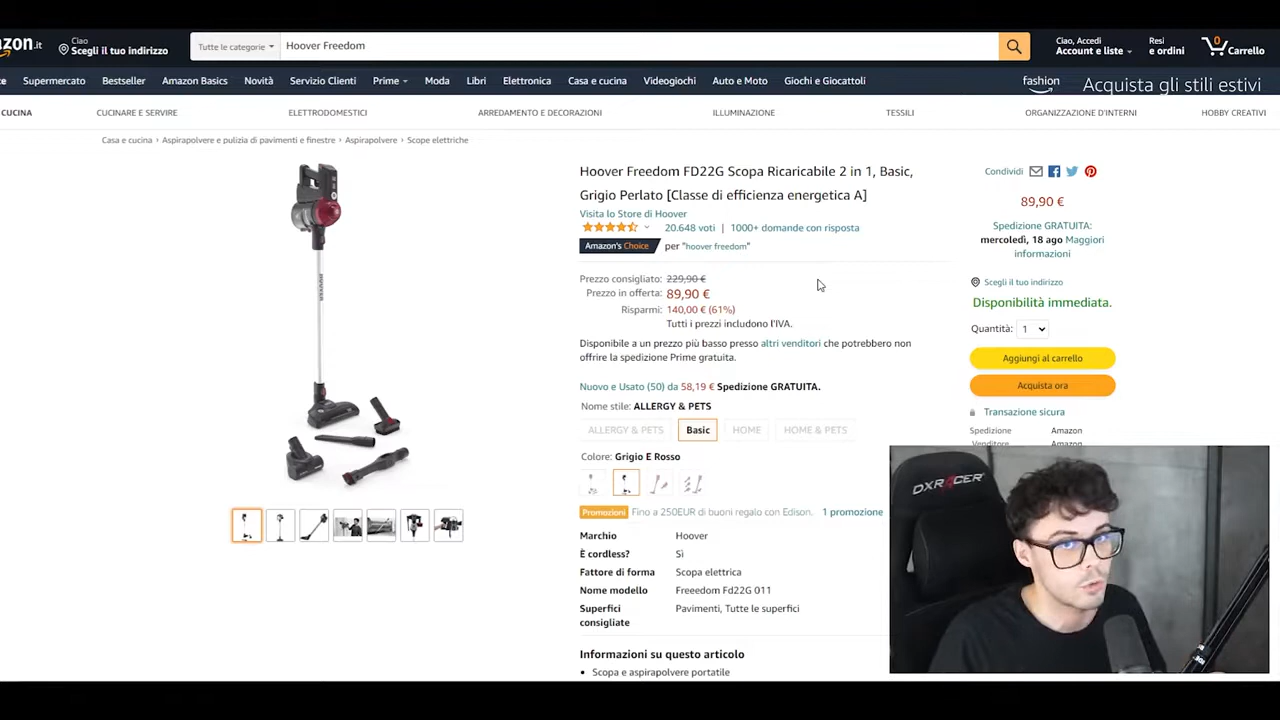 azon.it
Ciao
Scegli il tuo indirizzo
Tutte le categorie
Hoover Freedom
Ciao, Accedi
Account e liste
Resi
e ordini
0
Carrello
Supermercato
Bestseller
Amazon Basics
Novità
Servizio Clienti
Prime
Moda
Libri
Elettronica
Casa e cucina
Videogiochi
Auto e Moto
Giochi e Giocattoli
fashion
Acquista gli stili estivi
CUCINA
CUCINARE E SERVIRE
ELETTRODOMESTICI
ARREDAMENTO E DECORAZIONI
ILLUMINAZIONE
TESSILI
ORGANIZZAZIONE D'INTERNI
HOBBY CREATIVI
Casa e cucina › Aspirapolvere e pulizia di pavimenti e finestre › Aspirapolvere › Scope elettriche
HOOVER
Hoover Freedom FD22G Scopa Ricaricabile 2 in 1, Basic,
Grigio Perlato [Classe di efficienza energetica A]
Visita lo Store di Hoover
20.648 voti | 1000+ domande con risposta
Amazon's Choice per "hoover freedom"
Prezzo consigliato: 229,90 €
Prezzo in offerta: 89,90 €
Risparmi: 140,00 € (61%)
Tutti i prezzi includono l'IVA.
Disponibile a un prezzo più basso presso altri venditori che potrebbero non
offrire la spedizione Prime gratuita.
Nuovo e Usato (50) da 58,19 € Spedizione GRATUITA.
Nome stile: ALLERGY & PETS
ALLERGY & PETS
Basic
HOME
HOME & PETS
Colore: Grigio E Rosso
Promozioni Fino a 250EUR di buoni regalo con Edison. 1 promozione
Marchio Hoover
È cordless? Sì
Fattore di forma Scopa elettrica
Nome modello Freeedom Fd22G 011
Superfici Pavimenti, Tutte le superfici
consigliate
Informazioni su questo articolo
• Scopa e aspirapolvere portatile
Condividi
89,90 €
Spedizione GRATUITA:
mercoledì, 18 ago Maggiori
informazioni
Scegli il tuo indirizzo
Disponibilità immediata.
Quantità: 1
Aggiungi al carrello
Acquista ora
Transazione sicura
Spedizione Amazon
Venditore Amazon
DXRACER